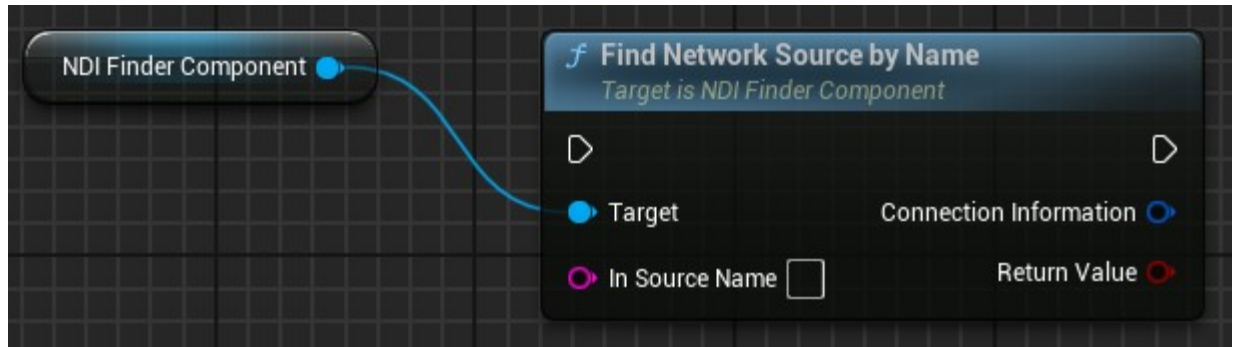 NDI Finder Component
Find Network Source by Name
Target is NDI Finder Component
Target
Connection Information
In Source Name
Return Value